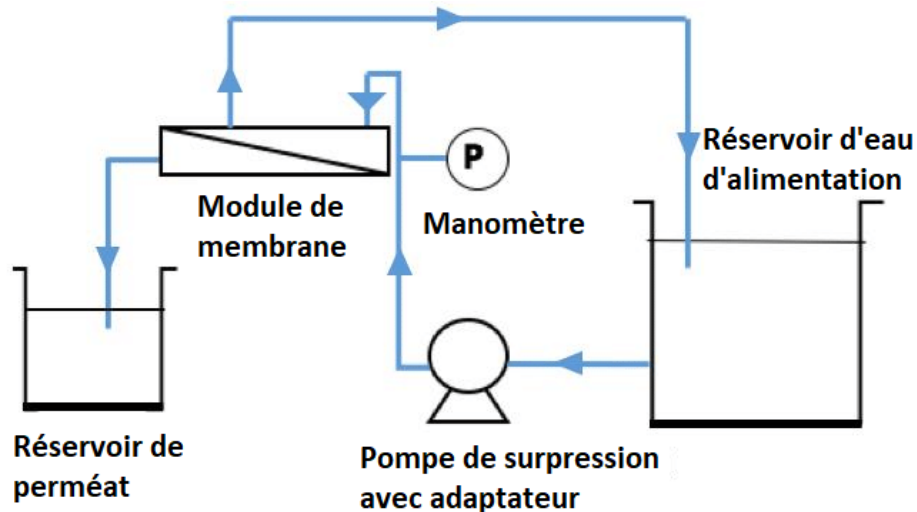 Réservoir d'eau
d'alimentation
P
Module de
membrane
Manomètre
Réservoir de
perméat
Pompe de surpression
avec adaptateur